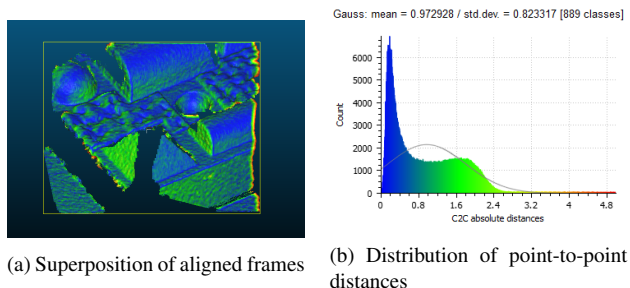 Gauss: mean = 0.972928 / std.dev. = 0.823317 [889 classes]
6000
5000
4000
3000
2000
1000
0
Count
0
0.8
1.6
2.4
3.2
4
4.8
C2C absolute distances
(a) Superposition of aligned frames
(b) Distribution of point-to-point
distances